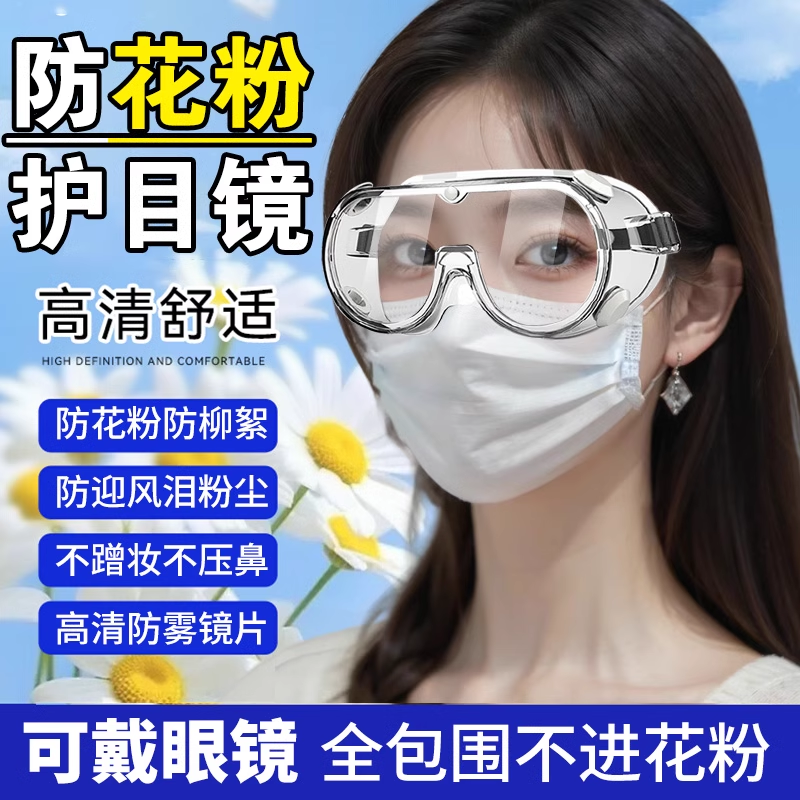 防花粉
护目镜
高清舒适
HIGH DEFINITION AND COMFORTABLE
防花粉防柳絮
防迎风泪粉尘
不蹭妆不压鼻
高清防雾镜片
可戴眼镜 全包围不进花粉